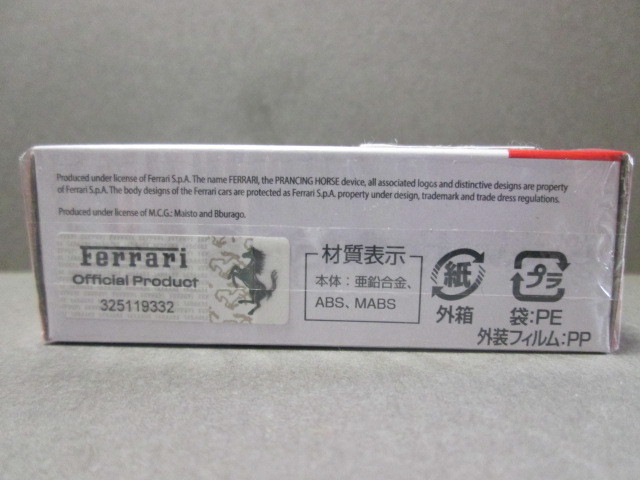 Produced under license of Ferrari S.p.A. The name FERRARI, the PRANCING HORSE device, all associated logos and distinctive designs are property
of Ferrari S.p.A. The body designs of the Ferrari cars are protected as Ferrari S.p.A. property under design, trademark and trade dress regulations.
Produced under license of M.C.G.: Maisto and Bburago.
Ferrari
Official Product
325119332
材質表示
本体:亜鉛合金、
ABS、MABS
紙
外箱
プラ
袋:PE
外装フィルム:PP